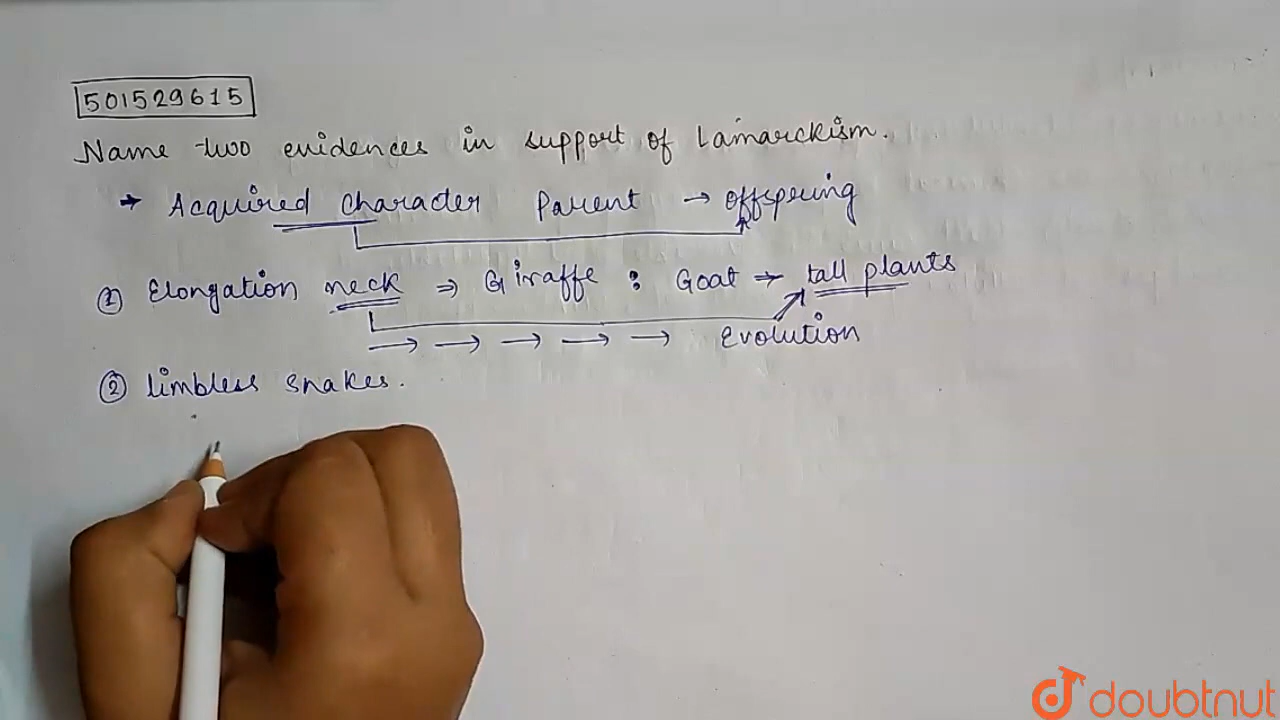 501529615
Name two evidences in support of Lamarckism.
→ Acquired Character Parent → Offspring
① Elongation neck ⇒ Giraffe : Goat → tall plants
→ → → → → Evolution
② limbless snakes.
doubtnut